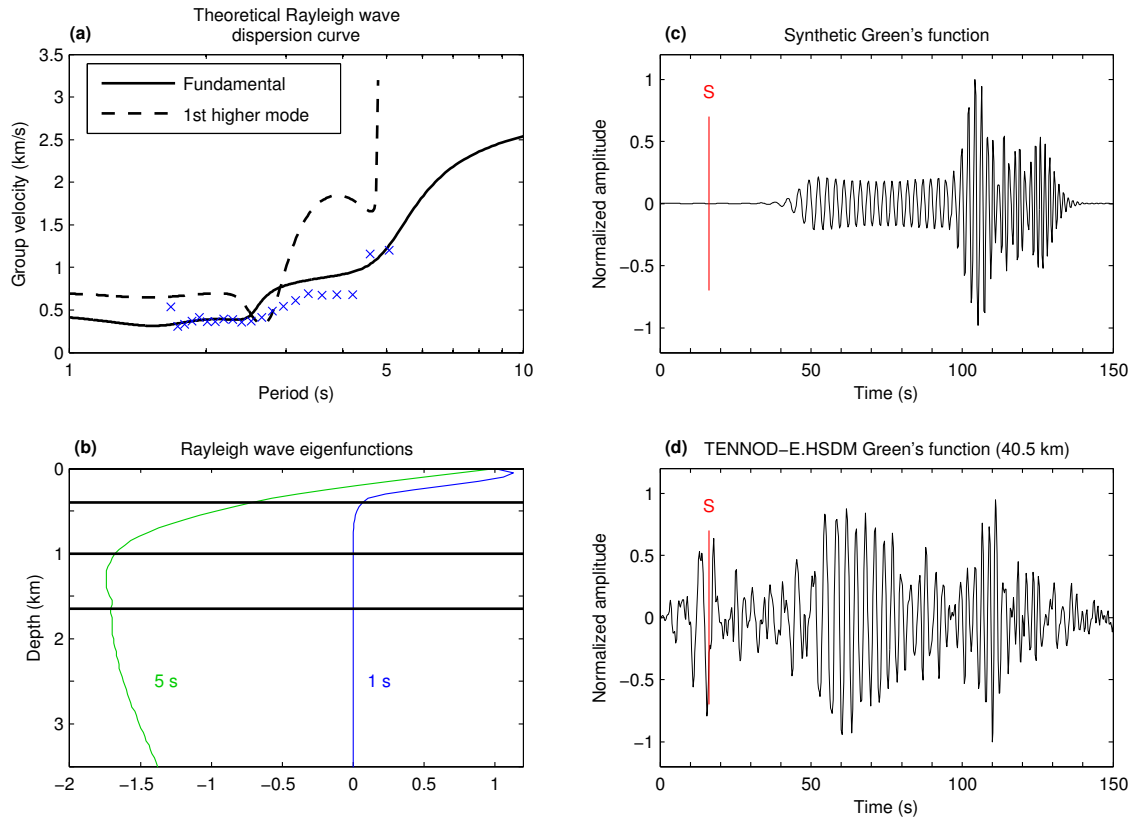 Theoretical Rayleigh wave
(a)
dispersion curve
3.5
3
2.5
2
1.5
1
0.5
0
Group velocity (km/s)
Fundamental
1st higher mode
1
5
10
Period (s)
(c)
Synthetic Green's function
1
0.5
0
−0.5
−1
Normalized amplitude
S
0
50
100
150
Time (s)
(b)
Rayleigh wave eigenfunctions
0
1
2
3
Depth (km)
5 s
1 s
−2
−1.5
−1
−0.5
0
0.5
1
(d)
TENNOD−E.HSDM Green's function (40.5 km)
1
0.5
0
−0.5
−1
Normalized amplitude
S
0
50
100
150
Time (s)